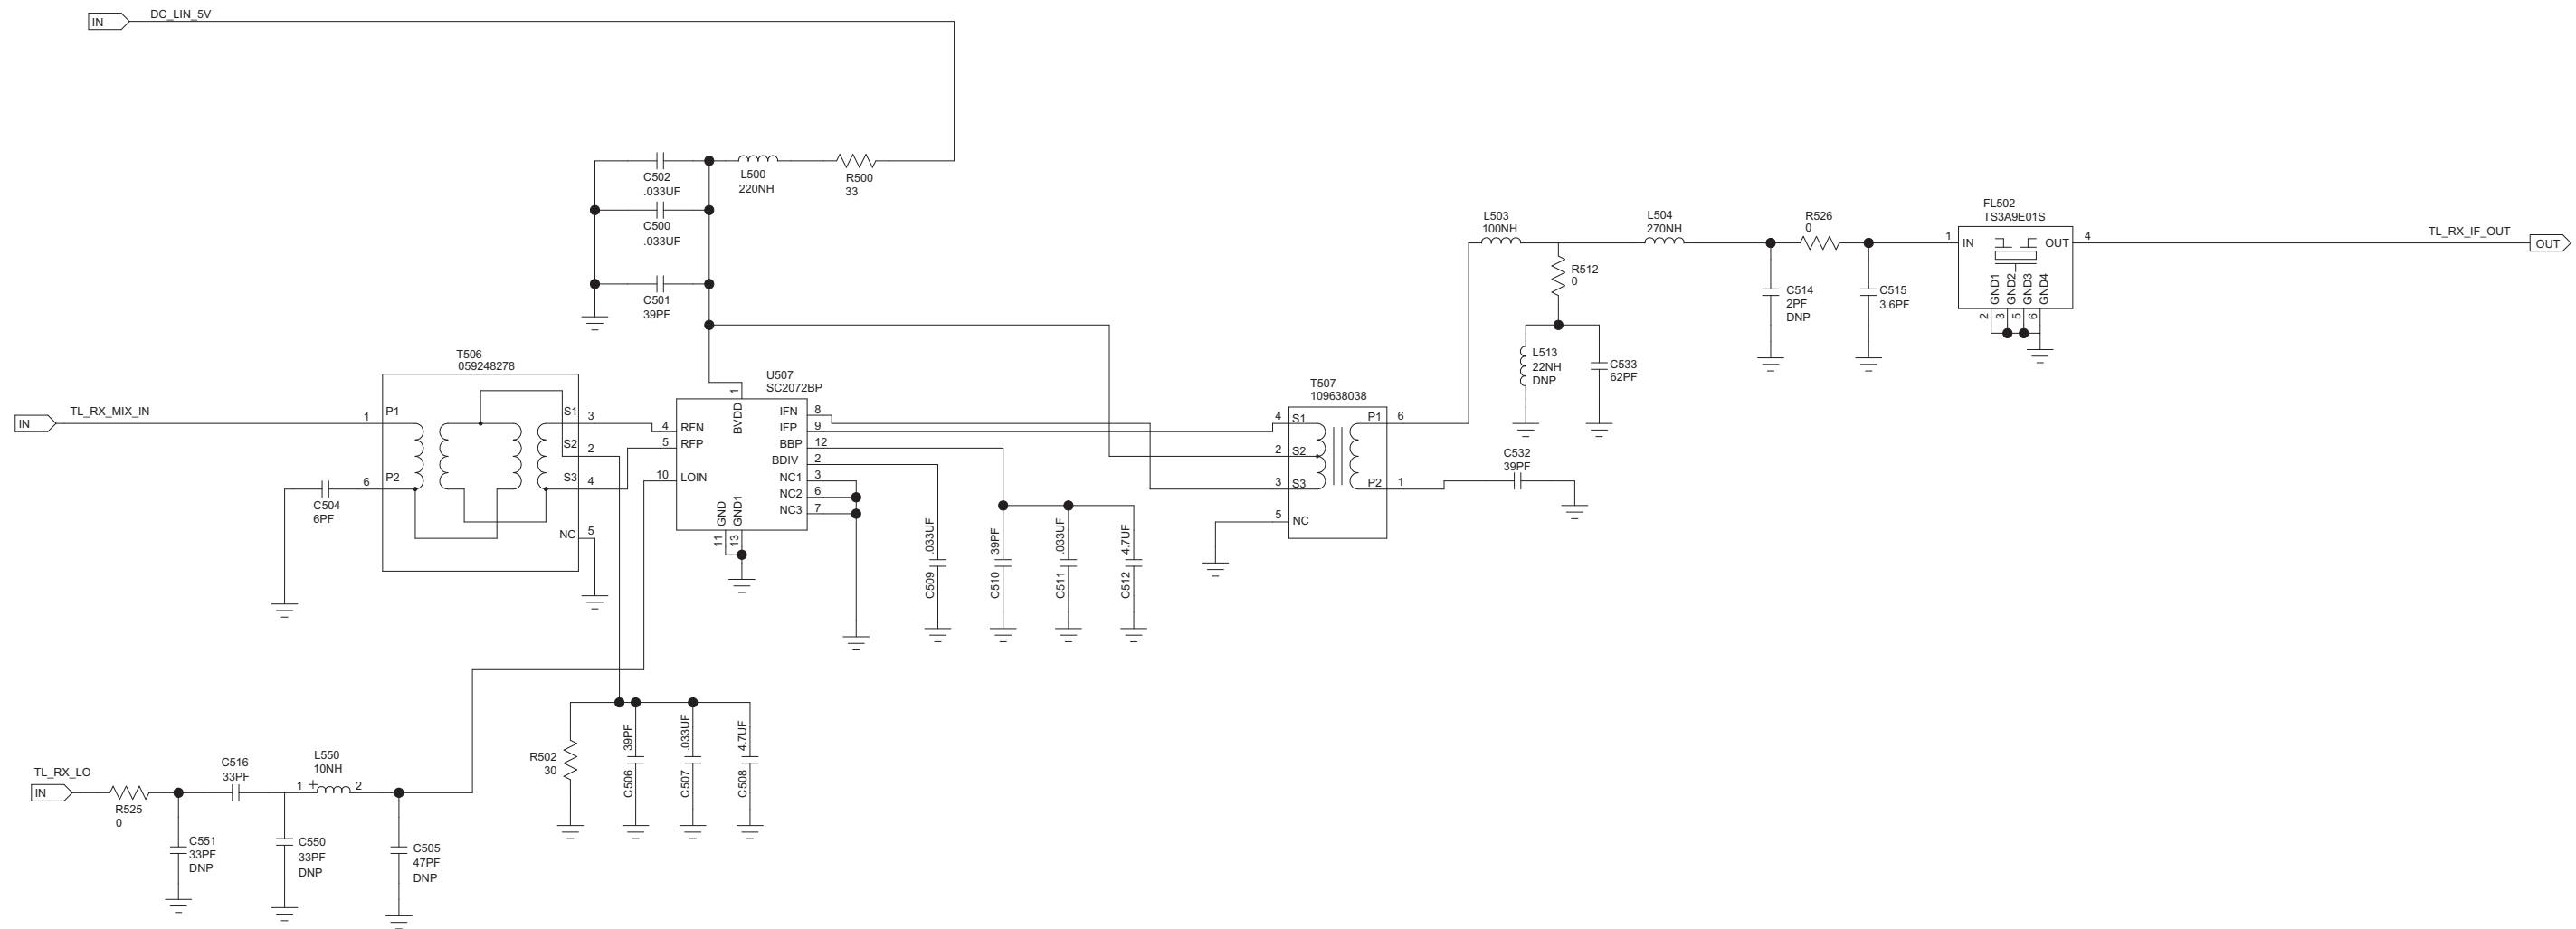 IN
DC_LIN_5V
C502
.033UF
L500
220NH
R500
33
C500
.033UF
C501
39PF
T506
059248278
IN
TL_RX_MIX_IN
1
P1
P2
6
C504
6PF
S1
3
S2
2
S3
4
NC
5
U507
SC2072BP
1
BVDD
4
RFN
5
RFP
10
LOIN
IFN
8
IFP
9
BBP
12
BDIV
2
NC1
3
NC2
6
NC3
7
GND
GND1
11
13
C509
.033UF
C510
39PF
C511
.033UF
C512
4.7UF
T507
109638038
4
S1
2
S2
3
S3
5
NC
P1
6
P2
1
C532
39PF
L503
100NH
R512
0
L513
22NH
DNP
C533
62PF
L504
270NH
R526
0
C514
2PF
DNP
C515
3.6PF
FL502
TS3A9E01S
1
IN
OUT
4
GND1
GND2
GND3
GND4
2
3
5
6
TL_RX_IF_OUT
OUT
TL_RX_LO
IN
R525
0
C551
33PF
DNP
C516
33PF
L550
10NH
1
+
2
C550
33PF
DNP
C505
47PF
DNP
R502
30
C506
39PF
C507
.033UF
C508
4.7UF